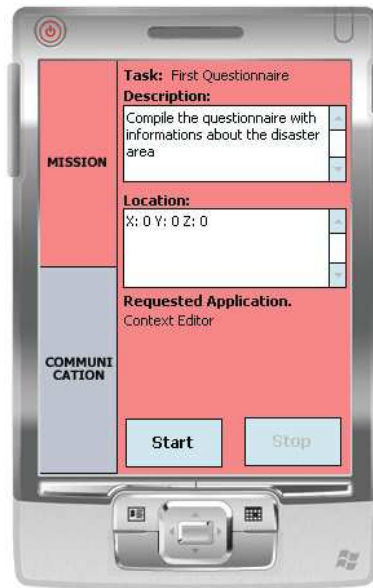 Task: First Questionnaire
Description:
Compile the questionnaire with
informations about the disaster
area
MISSION
Location:
X: 0 Y: 0 Z: 0
Requested Application.
Context Editor
COMMUNI
CATION
Start
Stop